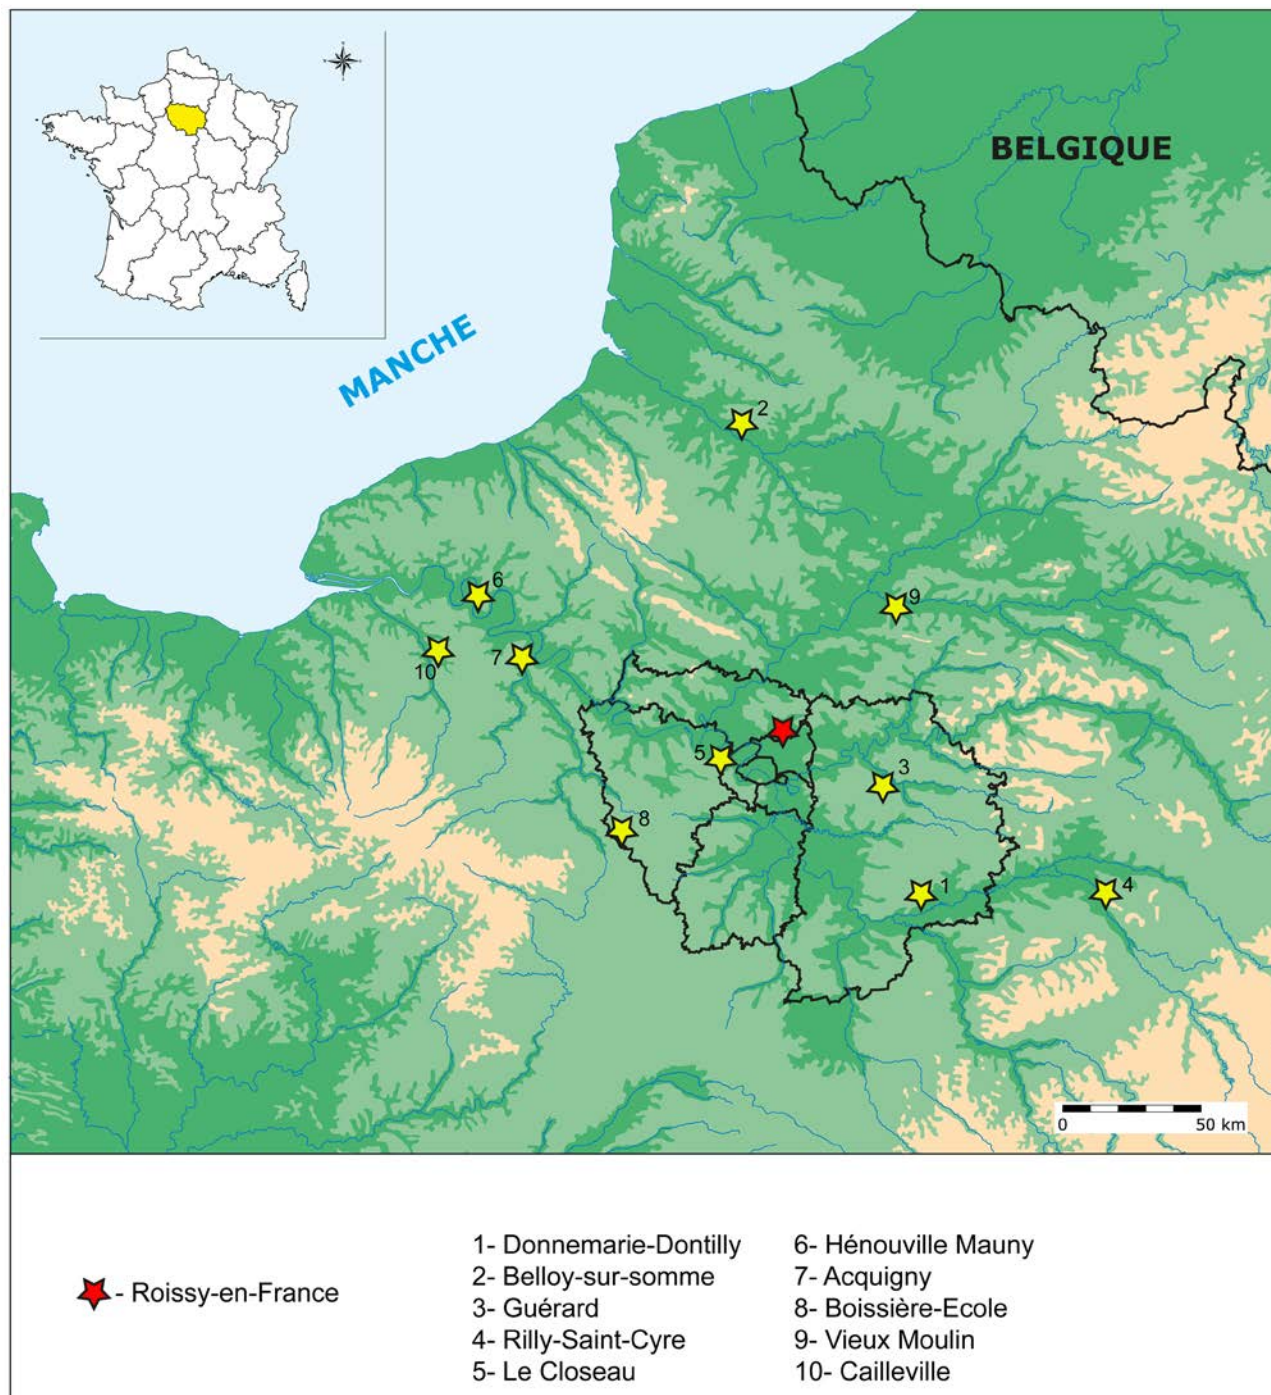 BELGIQUE
MANCHE
2
6
9
10
7
5
3
8
1
4
0 50 km
- Roissy-en-France
1- Donnemarie-Dontilly
2- Belloy-sur-somme
3- Guérard
4- Rilly-Saint-Cyre
5- Le Closeau
6- Hénouville Mauny
7- Acquigny
8- Boissière-Ecole
9- Vieux Moulin
10- Cailleville